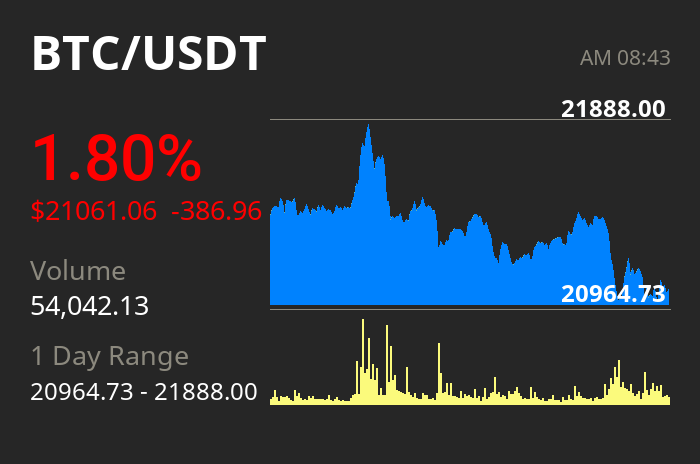 BTC/USDT
AM 08:43
21888.00
1.80%
$21061.06 -386.96
Volume
54,042.13
20964.73
1 Day Range
20964.73 - 21888.00